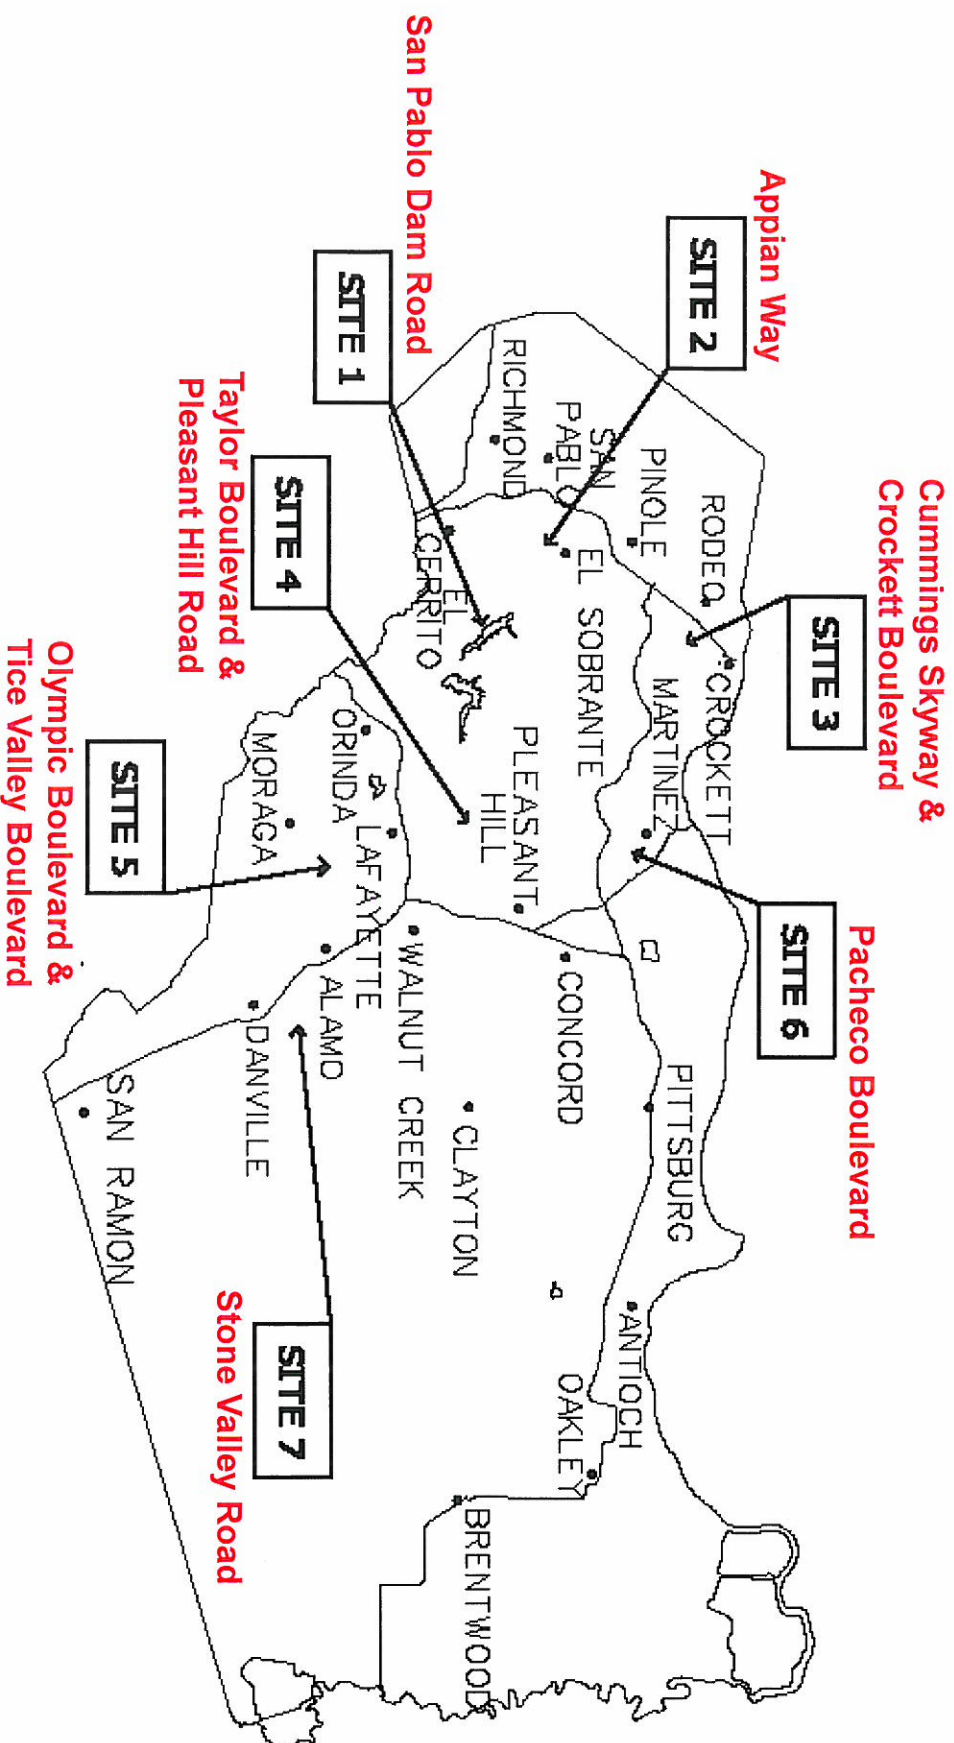 Cummings Skyway &
Crockett Boulevard
Appian Way
Pacheco Boulevard
SITE 3
SITE 2
SITE 6
RODEO
CROCKETT
PINOLE
MARTINEZ
PITTSBURG
SAN
PABLO
EL SOBRANTE
ANTIOCH
RICHMOND
PLEASANT
HILL
CONCORD
OAKLEY
San Pablo Dam Road
EL
CERRITO
WALNUT CREEK
CLAYTON
BRENTWOOD
SITE 1
ORINDA
LAFAYETTE
ALAMO
SITE 4
MORAGA
DANVILLE
SITE 7
Taylor Boulevard &
Pleasant Hill Road
Stone Valley Road
SITE 5
SAN RAMON
Olympic Boulevard &
Tice Valley Boulevard